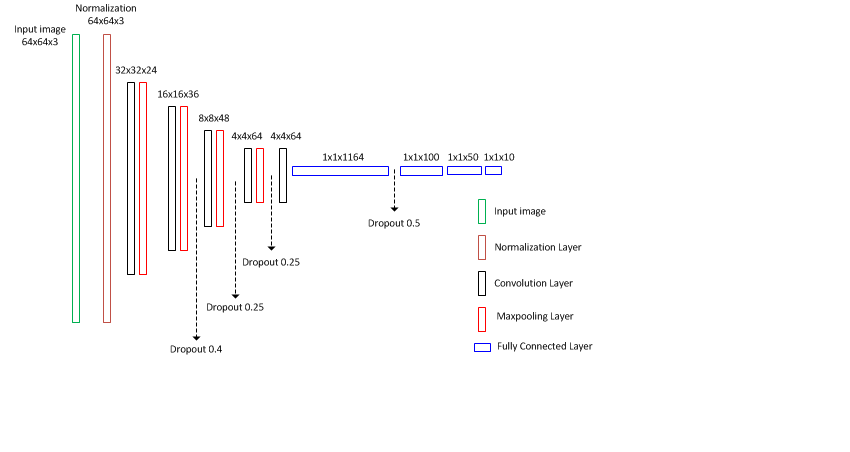 Normalization
64x64x3
Input image
64x64x3
32x32x24
16x16x36
8x8x48
4x4x64
4x4x64
1x1x1164
1x1x100
1x1x50
1x1x10
Dropout 0.5
Dropout 0.25
Dropout 0.25
Dropout 0.4
Input image
Normalization Layer
Convolution Layer
Maxpooling Layer
Fully Connected Layer